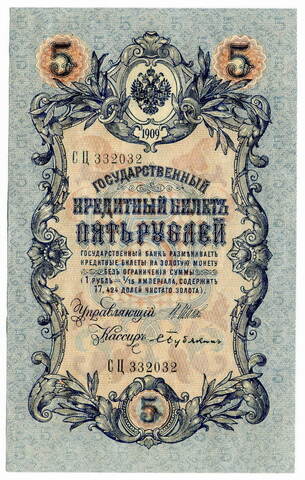 5 5
1909
СЦ 332032
ГОСУДАРСТВЕННЫЙ
КРЕДИТНЫЙ БИЛЕТЪ
ПЯТЬ РУБЛЕЙ
ГОСУДАРСТВЕННЫЙ БАНКЪ РАЗМѢНИВАЕТЪ
КРЕДИТНЫЕ БИЛЕТЫ НА ЗОЛОТУЮ МОНЕТУ
БЕЗЪ ОГРАНИЧЕНІЯ СУММЫ
(1 РУБЛЬ = 1/15 ИМПЕРІАЛА, СОДЕРЖИТЪ
17,424 ДОЛЕЙ ЧИСТАГО ЗОЛОТА).
Управляющій
Кассиръ
СЦ 332032
5